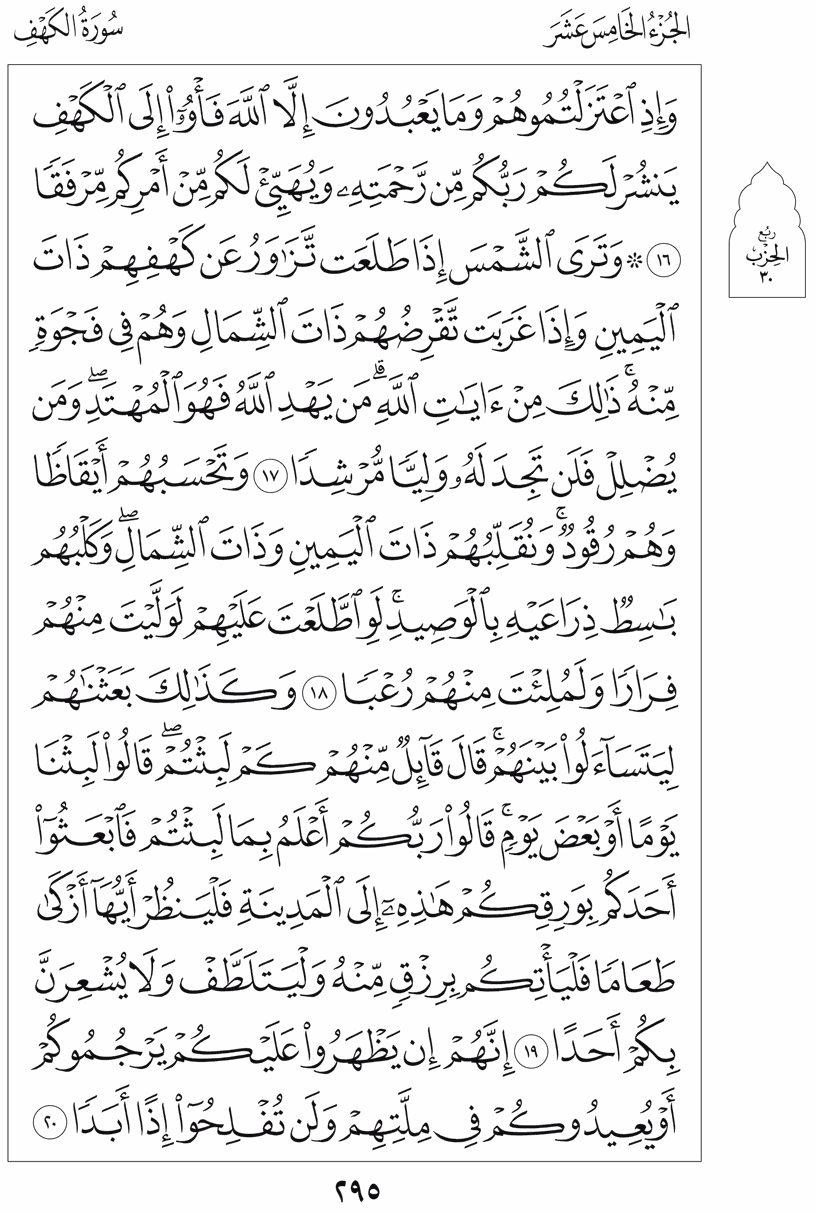 الجُزْءُ الخَامِسَ عَشَرَ
سُورَةُ الكَهْفِ
وَإِذِ ٱعْتَزَلْتُمُوهُمْ وَمَا يَعْبُدُونَ إِلَّا ٱللَّهَ فَأْوُۥٓا۟ إِلَى ٱلْكَهْفِ
يَنشُرْ لَكُمْ رَبُّكُم مِّن رَّحْمَتِهِۦ وَيُهَيِّئْ لَكُم مِّنْ أَمْرِكُم مِّرْفَقًا
١٦ ۞ وَتَرَى ٱلشَّمْسَ إِذَا طَلَعَت تَّزَٰوَرُ عَن كَهْفِهِمْ ذَاتَ
ٱلْيَمِينِ وَإِذَا غَرَبَت تَّقْرِضُهُمْ ذَاتَ ٱلشِّمَالِ وَهُمْ فِى فَجْوَةٍ
مِّنْهُ ۚ ذَٰلِكَ مِنْ ءَايَٰتِ ٱللَّهِ ۗ مَن يَهْدِ ٱللَّهُ فَهُوَ ٱلْمُهْتَدِ ۖ وَمَن
يُضْلِلْ فَلَن تَجِدَ لَهُۥ وَلِيًّا مُّرْشِدًا ١٧ وَتَحْسَبُهُمْ أَيْقَاظًا
وَهُمْ رُقُودٌ ۚ وَنُقَلِّبُهُمْ ذَاتَ ٱلْيَمِينِ وَذَاتَ ٱلشِّمَالِ ۖ وَكَلْبُهُم
بَٰسِطٌ ذِرَاعَيْهِ بِٱلْوَصِيدِ ۚ لَوِ ٱطَّلَعْتَ عَلَيْهِمْ لَوَلَّيْتَ مِنْهُمْ
فِرَارًا وَلَمُلِئْتَ مِنْهُمْ رُعْبًا ١٨ وَكَذَٰلِكَ بَعَثْنَٰهُمْ
لِيَتَسَآءَلُوا۟ بَيْنَهُمْ ۚ قَالَ قَآئِلٌ مِّنْهُمْ كَمْ لَبِثْتُمْ ۖ قَالُوا۟ لَبِثْنَا
يَوْمًا أَوْ بَعْضَ يَوْمٍ ۚ قَالُوا۟ رَبُّكُمْ أَعْلَمُ بِمَا لَبِثْتُمْ فَٱبْعَثُوٓا۟
أَحَدَكُم بِوَرِقِكُمْ هَٰذِهِۦٓ إِلَى ٱلْمَدِينَةِ فَلْيَنظُرْ أَيُّهَآ أَزْكَىٰ
طَعَامًا فَلْيَأْتِكُم بِرِزْقٍ مِّنْهُ وَلْيَتَلَطَّفْ وَلَا يُشْعِرَنَّ
بِكُمْ أَحَدًا ١٩ إِنَّهُمْ إِن يَظْهَرُوا۟ عَلَيْكُمْ يَرْجُمُوكُمْ
أَوْ يُعِيدُوكُمْ فِى مِلَّتِهِمْ وَلَن تُفْلِحُوٓا۟ إِذًا أَبَدًا ٢٠
رُبْع
الحِزْبُ
٣٠
٢٩٥